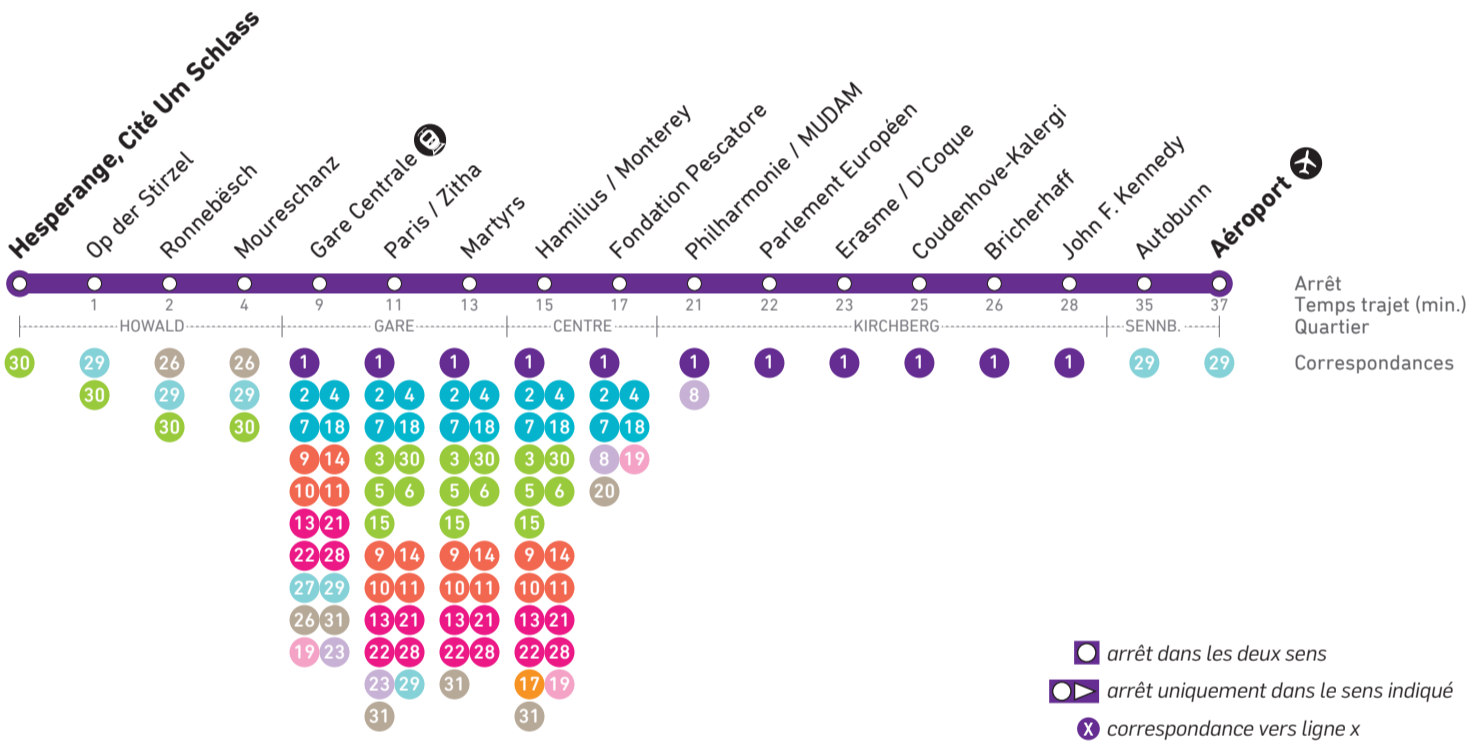 Hesperange, Cité Um Schlass
Op der Stirzel
Ronnebësch
Moureschanz
Gare Centrale
Paris / Zitha
Martyrs
Hamilius / Monterey
Fondation Pescatore
Philharmonie / MUDAM
Parlement Européen
Erasme / D'Coque
Coudenhove-Kalergi
Bricherhaff
John F. Kennedy
Autobunn
Aéroport
Arrêt
1 2 4 9 11 13 15 17 21 22 23 25 26 28 35 37 Temps trajet (min.)
HOWALD GARE CENTRE KIRCHBERG SENNB. Quartier
30 29 26 26 1 1 1 1 1 1 1 1 1 1 1 29 29 Correspondances
30 29 29 2 4 2 4 2 4 2 4 2 4 8
30 30 7 18 7 18 7 18 7 18 7 18
9 14 3 30 3 30 3 30 8 19
10 11 5 6 5 6 5 6 20
13 21 15 15 15
22 28 9 14 9 14 9 14
27 29 10 11 10 11 10 11
26 31 13 21 13 21 13 21
19 23 22 28 22 28 22 28
23 29 31 17 19
31 31
arrêt dans les deux sens
arrêt uniquement dans le sens indiqué
X correspondance vers ligne x